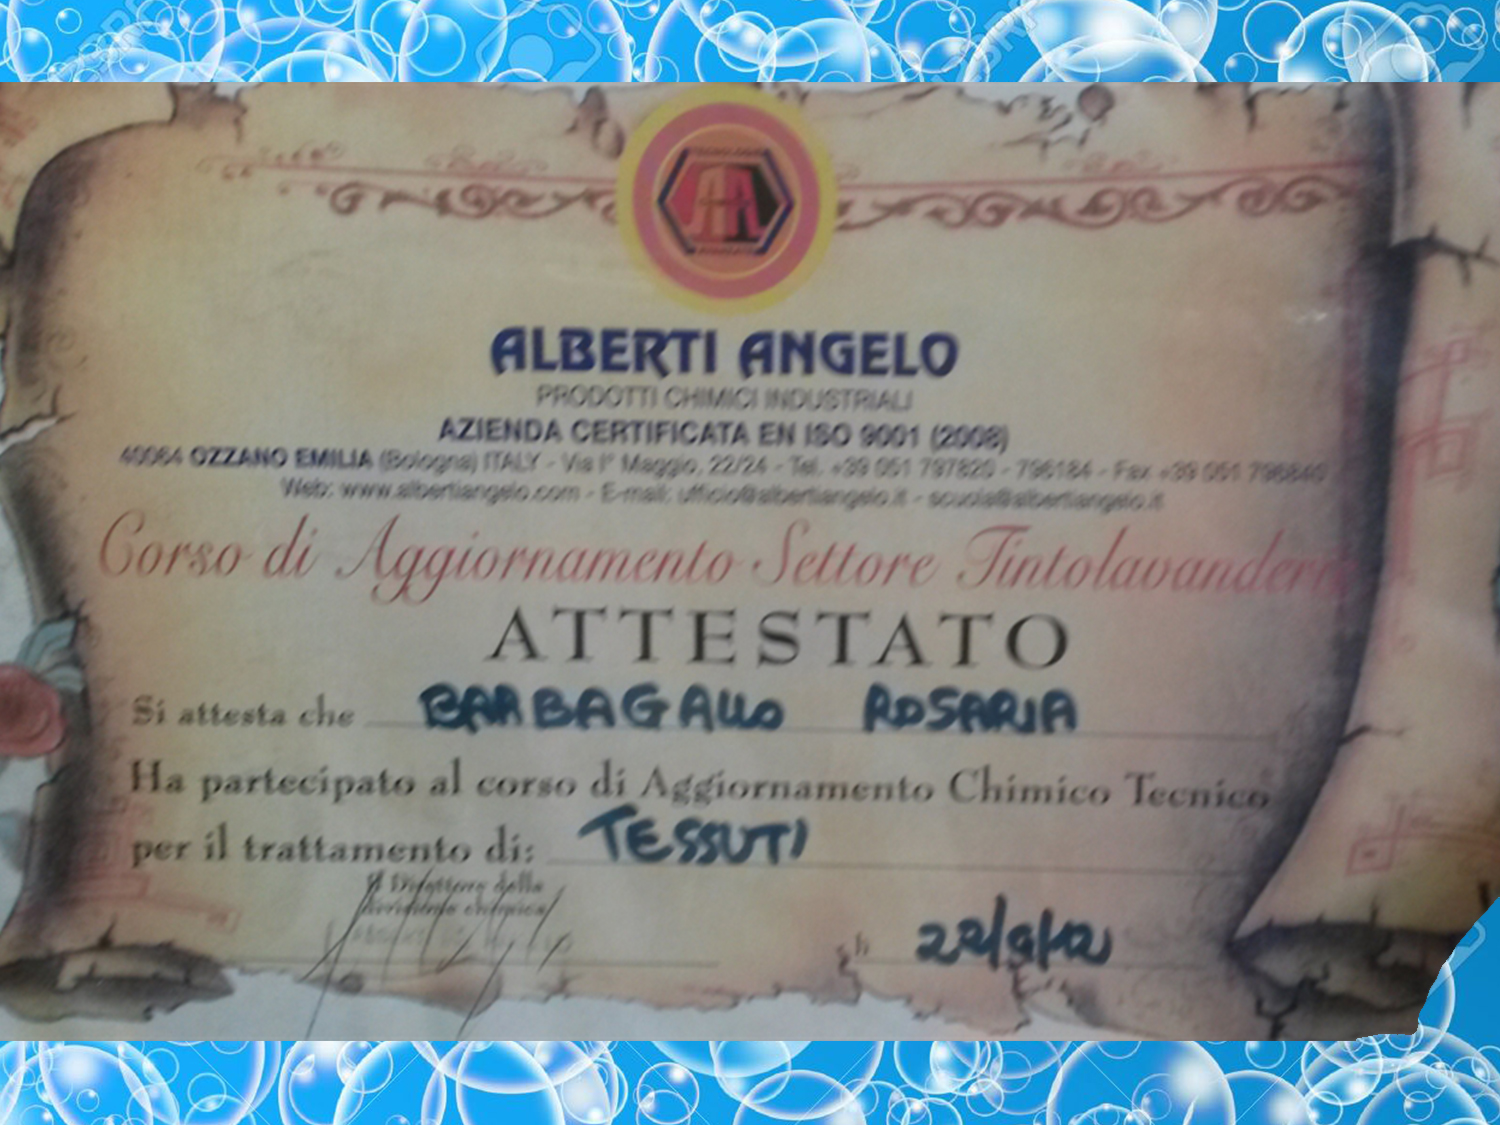 ALBERTI ANGELO
PRODOTTI CHIMICI INDUSTRIALI
AZIENDA CERTIFICATA EN ISO 9001 (2008)
40064 OZZANO EMILIA (Bologna) ITALY - Via I° Maggio, 22/24 - Tel. +39 051 797820 - 796184 - Fax +39 051 796840
Web: www.albertiangelo.com - E-mail: ufficio@albertiangelo.it - scuola@albertiangelo.it
Corso di Aggiornamento Settore Tintolavanderia
ATTESTATO
Si attesta che BARBAGALLO ROSARIA
Ha partecipato al corso di Aggiornamento Chimico Tecnico
per il trattamento di: TESSUTI
Il Direttore della
divisione chimica
lì 22/9/12